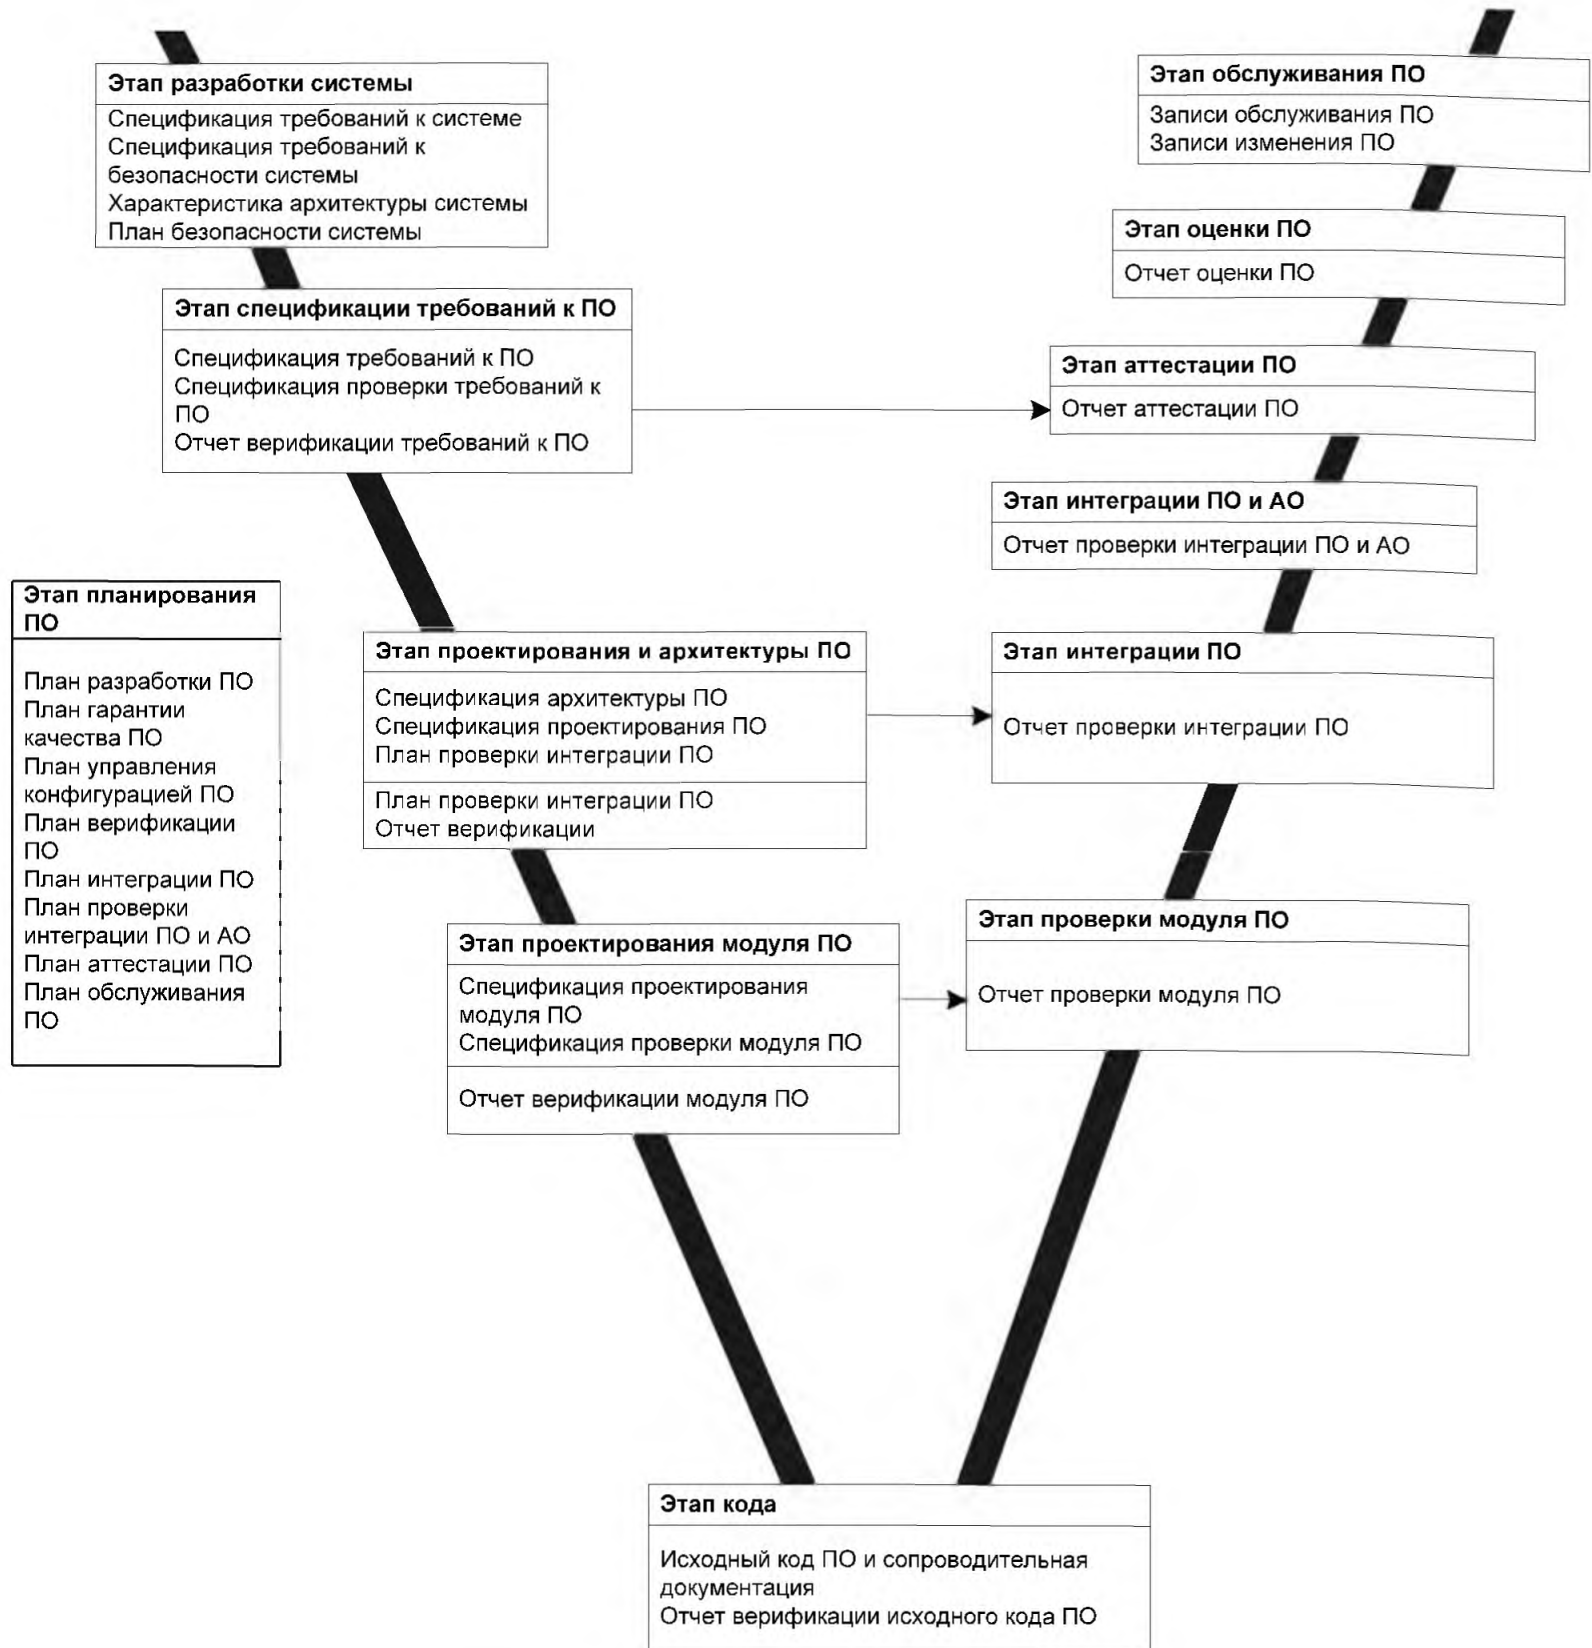 Этап разработки системы
Спецификация требований к системе
Спецификация требований к
безопасности системы
Характеристика архитектуры системы
План безопасности системы
Этап обслуживания ПО
Записи обслуживания ПО
Записи изменения ПО
Этап оценки ПО
Отчет оценки ПО
Этап спецификации требований к ПО
Спецификация требований к ПО
Спецификация проверки требований к
ПО
Отчет верификации требований к ПО
Этап аттестации ПО
Отчет аттестации ПО
Этап интеграции ПО и АО
Отчет проверки интеграции ПО и АО
Этап планирования
ПО
План разработки ПО
План гарантии
качества ПО
План управления
конфигурацией ПО
План верификации
ПО
План интеграции ПО
План проверки
интеграции ПО и АО
План аттестации ПО
План обслуживания
ПО
Этап проектирования и архитектуры ПО
Спецификация архитектуры ПО
Спецификация проектирования ПО
План проверки интеграции ПО
План проверки интеграции ПО
Отчет верификации
Этап интеграции ПО
Отчет проверки интеграции ПО
Этап проектирования модуля ПО
Спецификация проектирования
модуля ПО
Спецификация проверки модуля ПО
Отчет верификации модуля ПО
Этап проверки модуля ПО
Отчет проверки модуля ПО
Этап кода
Исходный код ПО и сопроводительная
документация
Отчет верификации исходного кода ПО